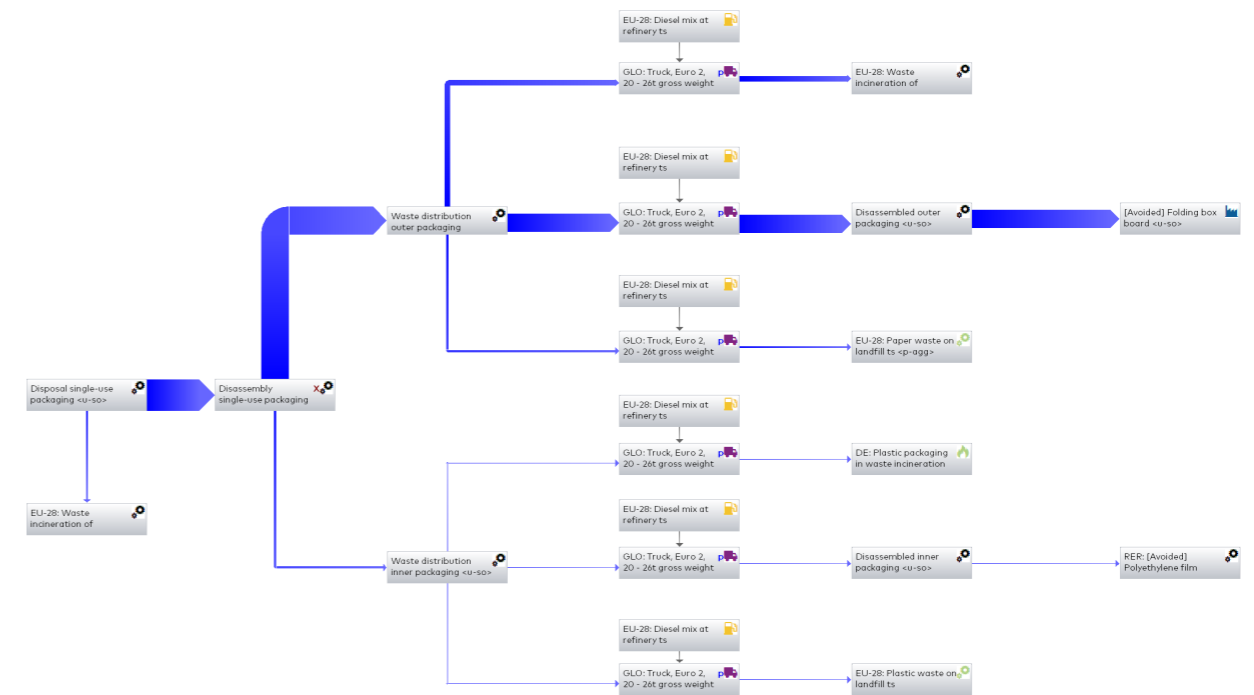 EU-28: Diesel mix at
refinery ts
GLO: Truck, Euro 2,
20 - 26t gross weight
p
EU-28: Waste
incineration of
EU-28: Diesel mix at
refinery ts
Waste distribution
outer packaging
GLO: Truck, Euro 2,
20 - 26t gross weight
p
Disassembled outer
packaging <u-so>
[Avoided] Folding box
board <u-so>
EU-28: Diesel mix at
refinery ts
GLO: Truck, Euro 2,
20 - 26t gross weight
p
EU-28: Paper waste on
landfill ts <p-agg>
Disposal single-use
packaging <u-so>
Disassembly
single-use packaging
X
EU-28: Diesel mix at
refinery ts
GLO: Truck, Euro 2,
20 - 26t gross weight
p
DE: Plastic packaging
in waste incineration
EU-28: Waste
incineration of
EU-28: Diesel mix at
refinery ts
Waste distribution
inner packaging <u-so>
GLO: Truck, Euro 2,
20 - 26t gross weight
p
Disassembled inner
packaging <u-so>
RER: [Avoided]
Polyethylene film
EU-28: Diesel mix at
refinery ts
GLO: Truck, Euro 2,
20 - 26t gross weight
p
EU-28: Plastic waste on
landfill ts